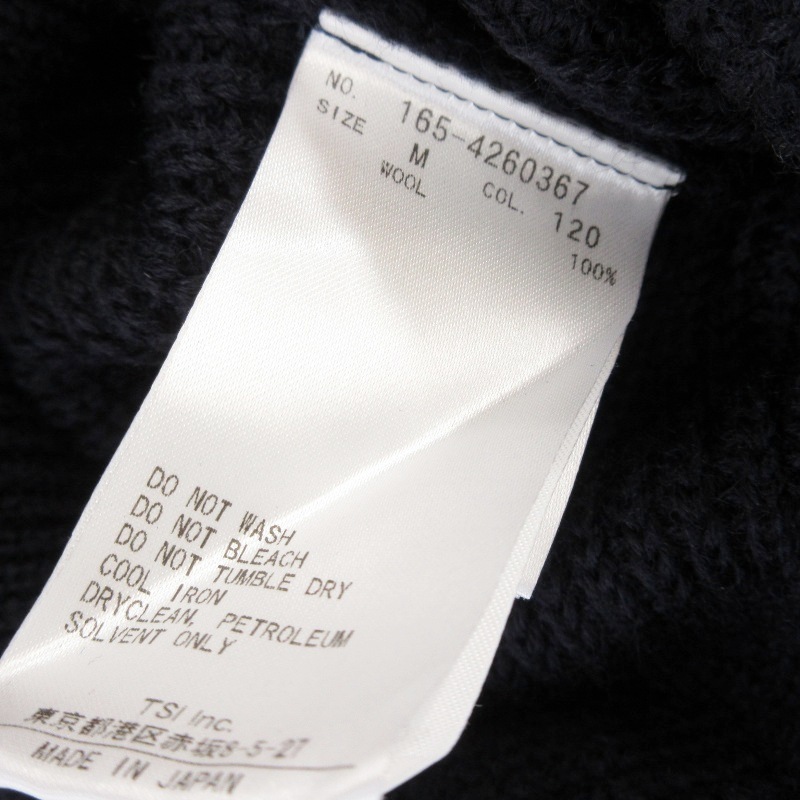 NO. 165-4260367
SIZE M COL. 120
WOOL 100%
DO NOT WASH
DO NOT BLEACH
DO NOT TUMBLE DRY
COOL IRON
DRYCLEAN, PETROLEUM
SOLVENT ONLY
TSI Inc.
東京都港区赤坂8-5-27
MADE IN JAPAN